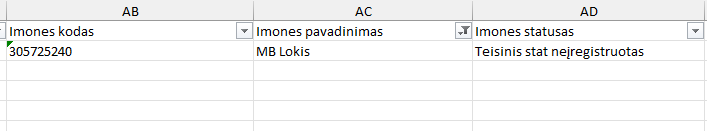 AB AC AD
Imones kodas Imones pavadinimas Imones statusas
305725240 MB Lokis Teisinis stat neįregistruotas